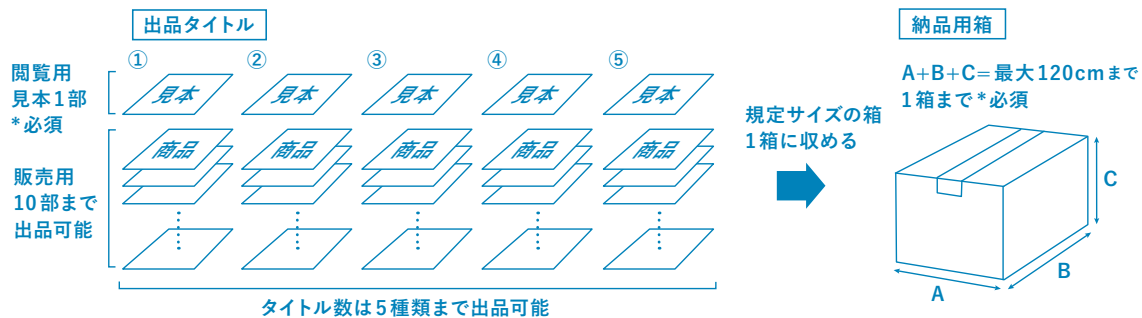 出品タイトル
① ② ③ ④ ⑤
閲覧用
見本1部
*必須
見本 見本 見本 見本 見本
販売用
10部まで
出品可能
商品 商品 商品 商品 商品
タイトル数は5種類まで出品可能
規定サイズの箱
1箱に収める
納品用箱
A+B+C=最大120cmまで
1箱まで*必須
C
B
A